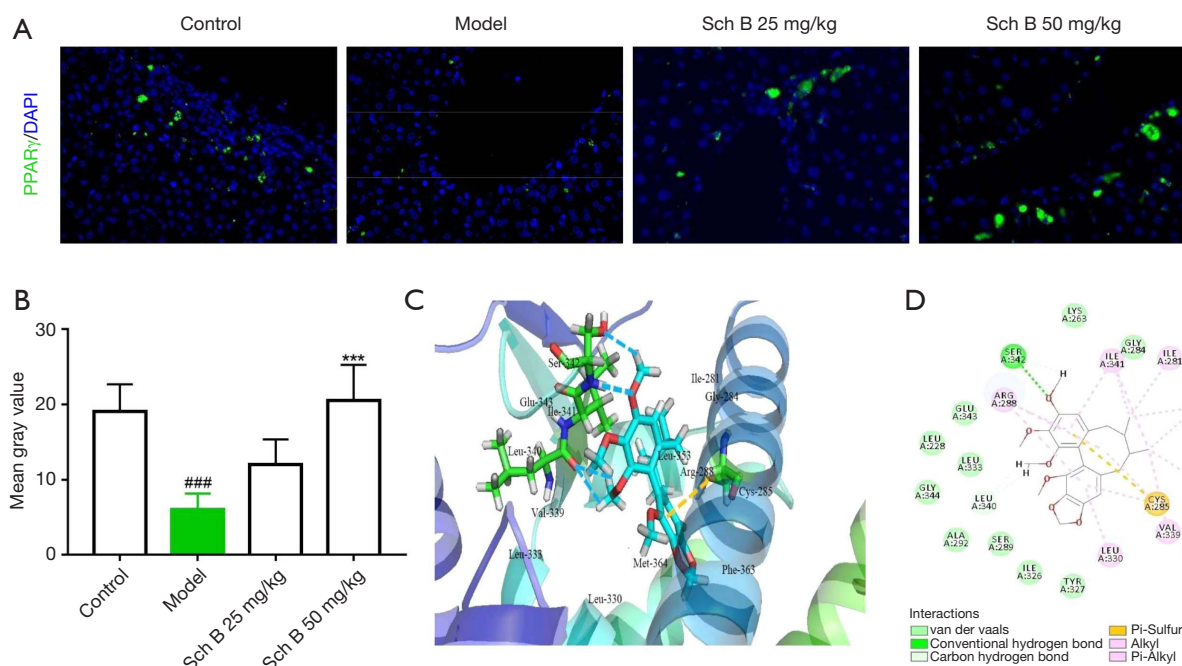 A
Control
Model
Sch B 25 mg/kg
Sch B 50 mg/kg
PPARγ/DAPI
B
Mean gray value
30
20
10
0
###
***
Control
Model
Sch B 25 mg/kg
Sch B 50 mg/kg
C
Ser-342
Glu-343
Ile-341
Leu-340
Val-339
Leu-333
Leu-330
Leu-353
Met-364
Phe-363
Ile-281
Gly-284
Arg-288
Cys-285
D
LYS
A:263
SER
A:342
ILE
A:341
GLY
A:284
ILE
A:281
ARG
A:288
H
O
GLU
A:343
LEU
A:228
LEU
A:333
GLY
A:344
LEU
A:340
H
H
CYS
A:285
VAL
A:339
ALA
A:292
SER
A:289
LEU
A:330
ILE
A:326
TYR
A:327
Interactions
van der vaals
Conventional hydrogen bond
Carbon hydrogen bond
Pi-Sulfur
Alkyl
Pi-Alkyl